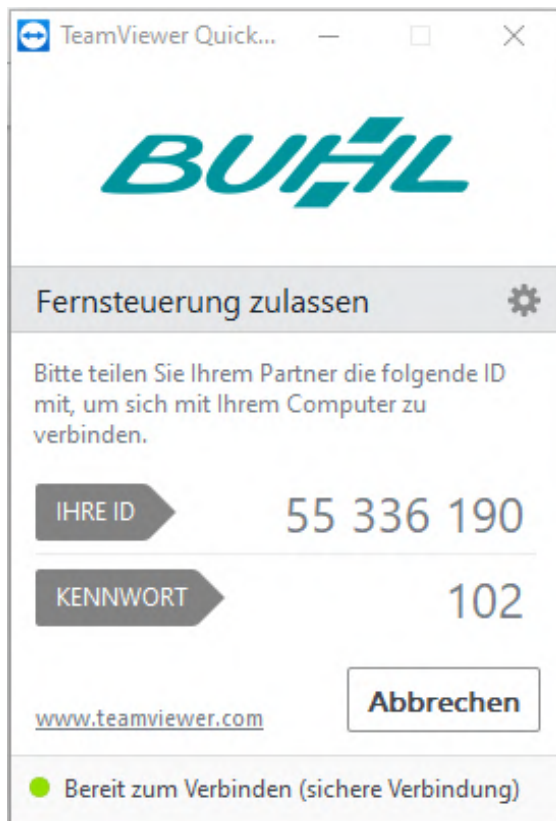 TeamViewer Quick...
BUHL
Fernsteuerung zulassen
Bitte teilen Sie Ihrem Partner die folgende ID
mit, um sich mit Ihrem Computer zu
verbinden.
IHRE ID 55 336 190
KENNWORT 102
www.teamviewer.com Abbrechen
Bereit zum Verbinden (sichere Verbindung)